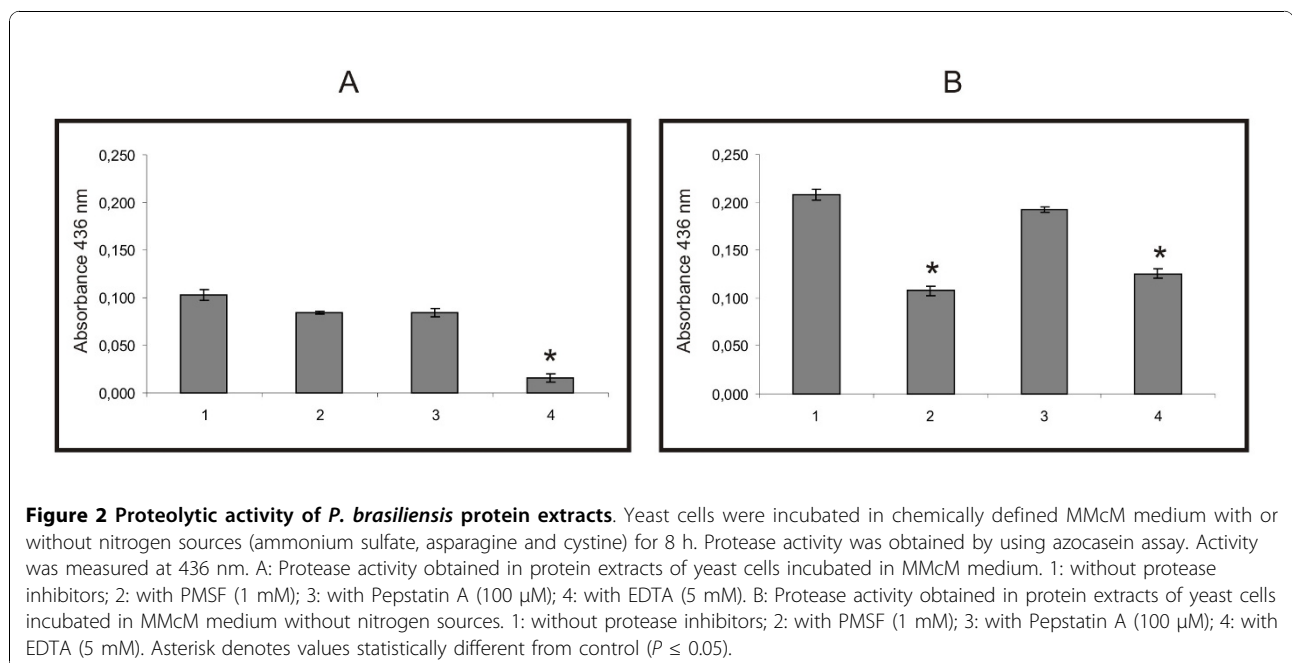 A
B
0,250
0,200
0,150
0,100
0,050
0,000
Absorbance 436 nm
*
1 2 3 4
0,250
0,200
0,150
0,100
0,050
0,000
Absorbance 436 nm
*
*
1 2 3 4
Figure 2 Proteolytic activity of P. brasiliensis protein extracts. Yeast cells were incubated in chemically defined MMcM medium with or
without nitrogen sources (ammonium sulfate, asparagine and cystine) for 8 h. Protease activity was obtained by using azocasein assay. Activity
was measured at 436 nm. A: Protease activity obtained in protein extracts of yeast cells incubated in MMcM medium. 1: without protease
inhibitors; 2: with PMSF (1 mM); 3: with Pepstatin A (100 μM); 4: with EDTA (5 mM). B: Protease activity obtained in protein extracts of yeast cells
incubated in MMcM medium without nitrogen sources. 1: without protease inhibitors; 2: with PMSF (1 mM); 3: with Pepstatin A (100 μM); 4: with
EDTA (5 mM). Asterisk denotes values statistically different from control (P ≤ 0.05).